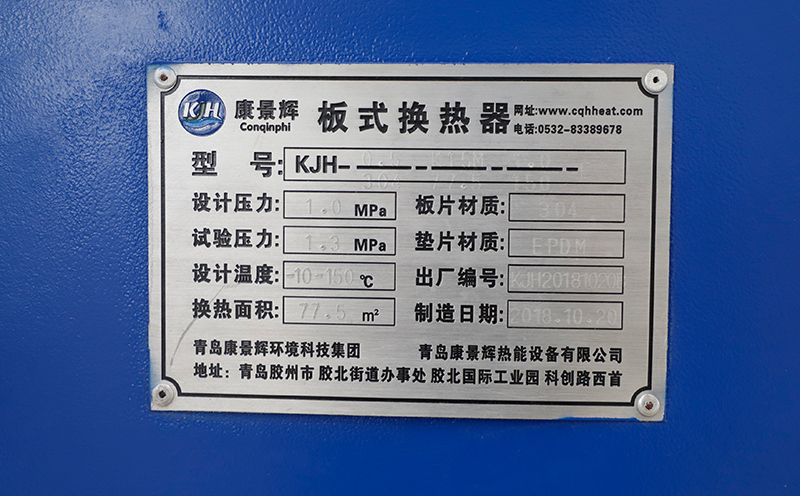 KJH 康景辉 Conqinphi 板式换热器 网址:www.cqhheat.com
电话:0532-83389678
型 号: KJH-
设计压力: 1.0 MPa 板片材质: 304
试验压力: 1.3 MPa 垫片材质: EPDM
设计温度: -10-150 ℃ 出厂编号:
换热面积: 77.5 m² 制造日期: 2018.10.20
青岛康景辉环境科技集团 青岛康景辉热能设备有限公司
地址: 青岛胶州市 胶北街道办事处 胶北国际工业园 科创路西首